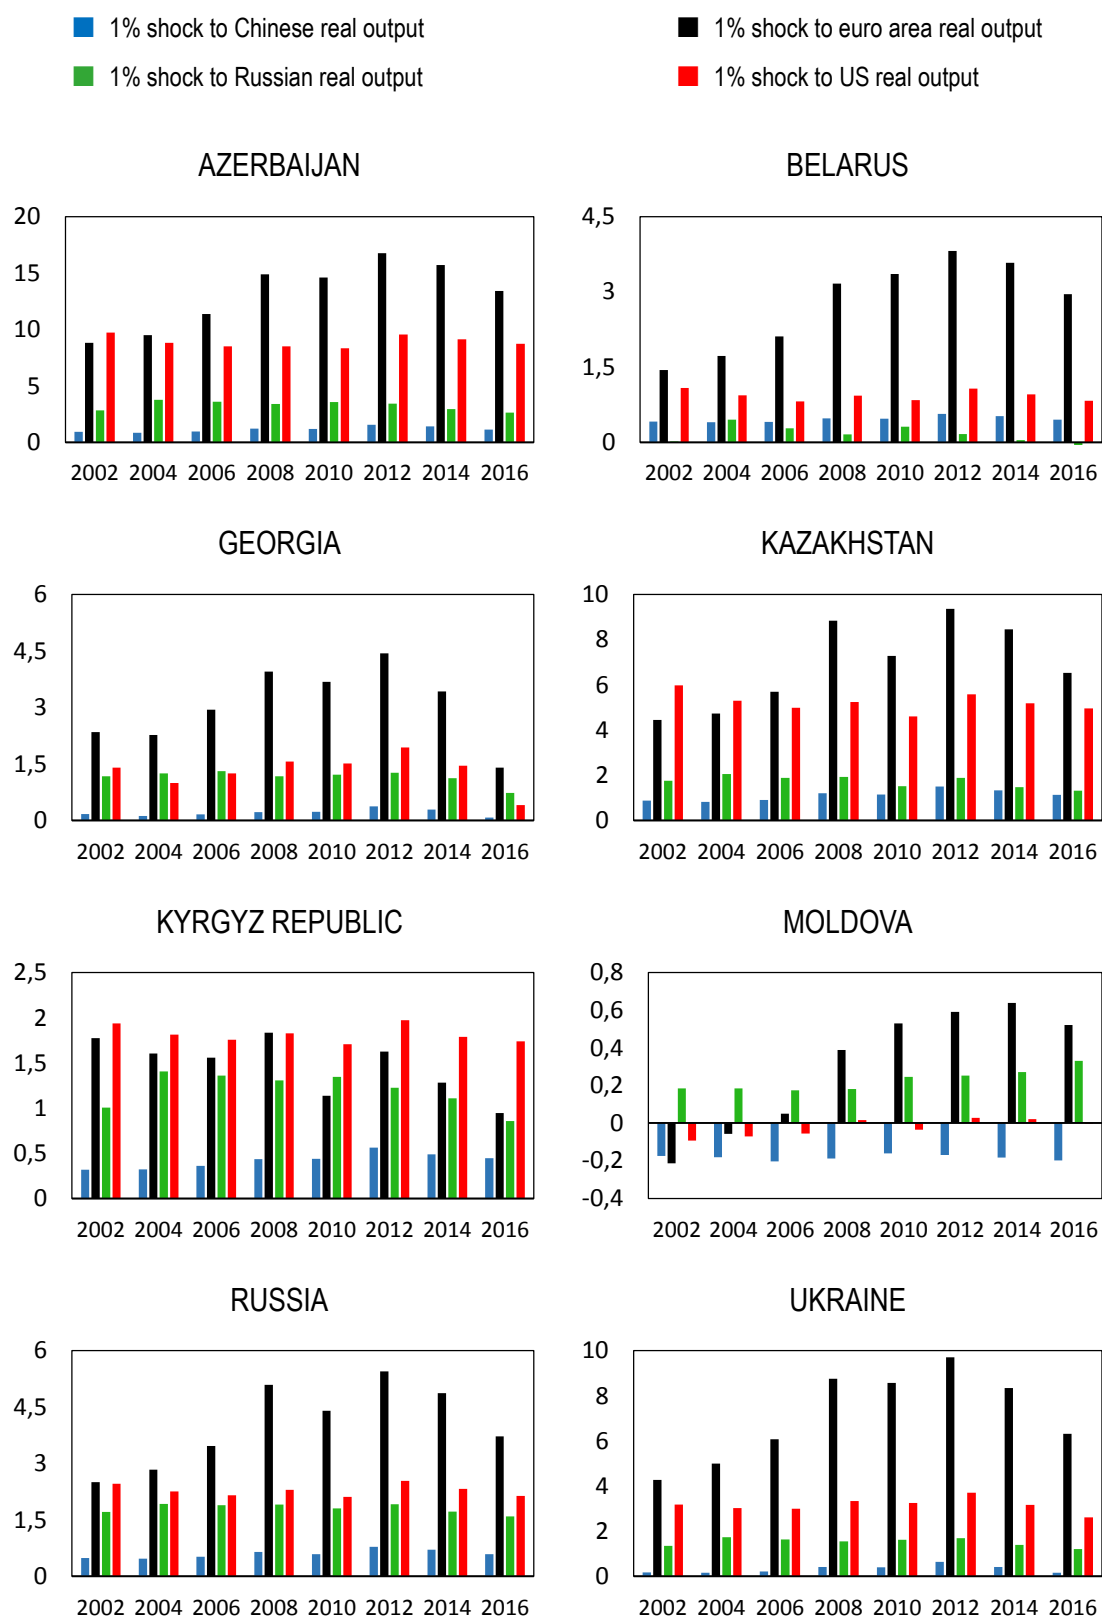 1% shock to Chinese real output
1% shock to euro area real output
1% shock to Russian real output
1% shock to US real output
AZERBAIJAN
20
15
10
5
0
2002 2004 2006 2008 2010 2012 2014 2016
BELARUS
4,5
3
1,5
0
2002 2004 2006 2008 2010 2012 2014 2016
GEORGIA
6
4,5
3
1,5
0
2002 2004 2006 2008 2010 2012 2014 2016
KAZAKHSTAN
10
8
6
4
2
0
2002 2004 2006 2008 2010 2012 2014 2016
KYRGYZ REPUBLIC
2,5
2
1,5
1
0,5
0
2002 2004 2006 2008 2010 2012 2014 2016
MOLDOVA
0,8
0,6
0,4
0,2
0
-0,2
-0,4
2002 2004 2006 2008 2010 2012 2014 2016
RUSSIA
6
4,5
3
1,5
0
2002 2004 2006 2008 2010 2012 2014 2016
UKRAINE
10
8
6
4
2
0
2002 2004 2006 2008 2010 2012 2014 2016